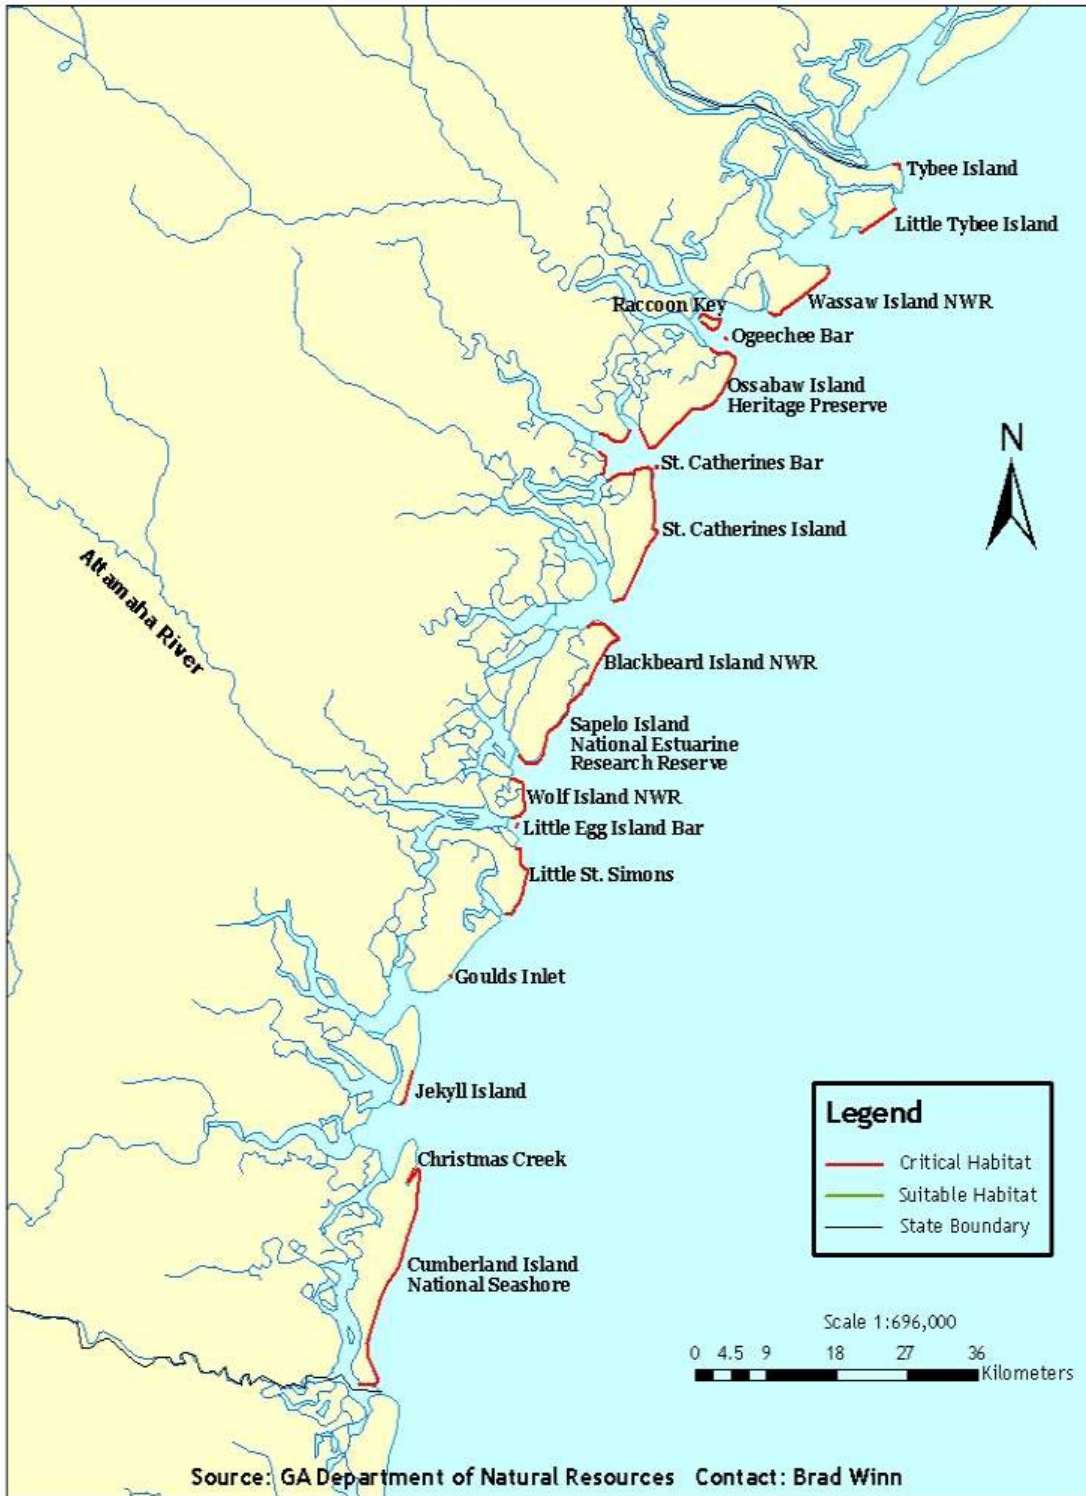 Tybee Island
Little Tybee Island
Wassaw Island NWR
Raccoon Key
Ogeechee Bar
Ossabaw Island
Heritage Preserve
N
St. Catherines Bar
St. Catherines Island
Altamaha River
Blackbeard Island NWR
Sapelo Island
National Estuarine
Research Reserve
Wolf Island NWR
Little Egg Island Bar
Little St. Simons
Goulds Inlet
Jekyll Island
Christmas Creek
Cumberland Island
National Seashore
Legend
Critical Habitat
Suitable Habitat
State Boundary
Scale 1:696,000
0 4.5 9 18 27 36
Kilometers
Source: GA Department of Natural Resources Contact: Brad Winn